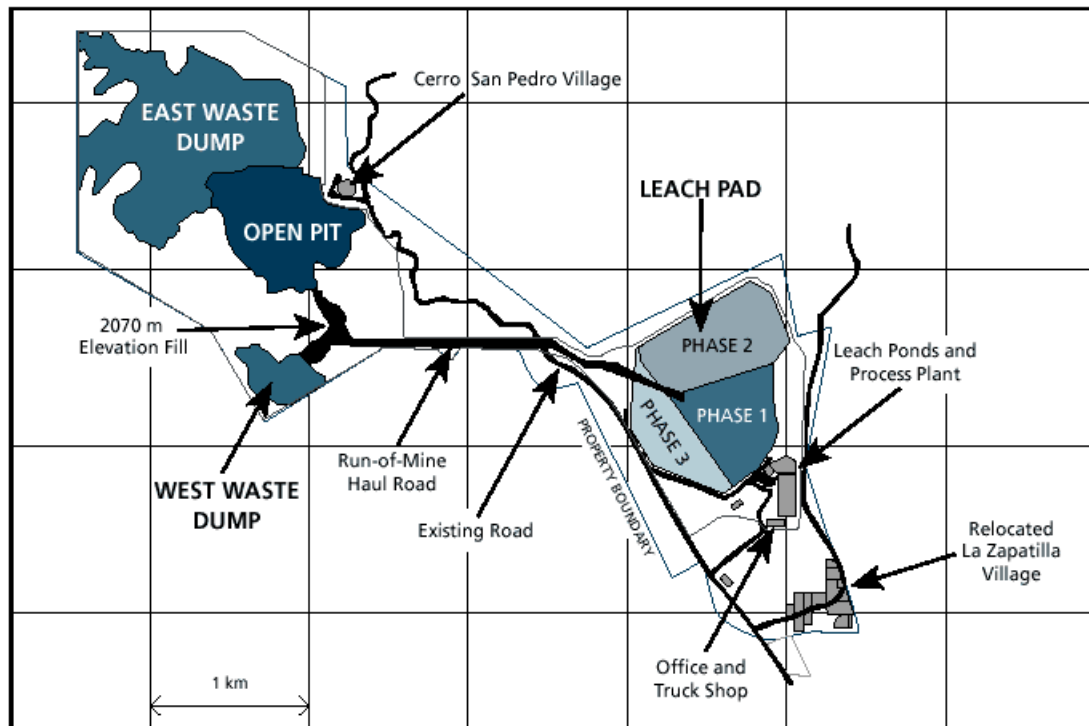 Cerro San Pedro Village
EAST WASTE
DUMP
LEACH PAD
OPEN PIT
2070 m
Elevation Fill
PHASE 2
Leach Ponds and
Process Plant
PHASE 1
PHASE 3
PROPERTY BOUNDARY
Run-of-Mine
Haul Road
WEST WASTE
DUMP
Existing Road
Relocated
La Zapatilla
Village
Office and
Truck Shop
1 km